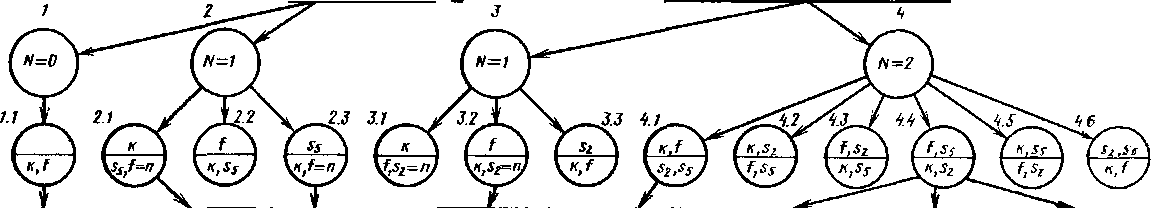 1 2 3 4
N=0 N=1 N=1 N=2
1.1 2.1 2.2 2.3 3.1 3.2 3.3 4.1 4.2 4.3 4.4 4.5 4.6
к f s₅ к f s₂ к,f к,s₂ f,s₂ f,s₅ к,s₅ s₂,s₅
к,f s₅,f=n к,s₅ к,f=n f,s₂=n к,s₂=n к,f s₂,s₅ f,s₅ к,s₅ к,s₂ f,s₂ к,f